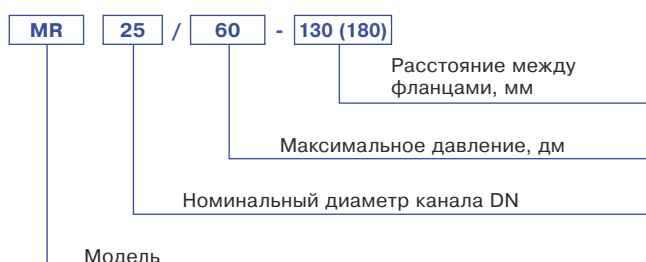 MR 25 / 60 - 130 (180)
Расстояние между
фланцами, мм
Максимальное давление, дм
Номинальный диаметр канала DN
Модель